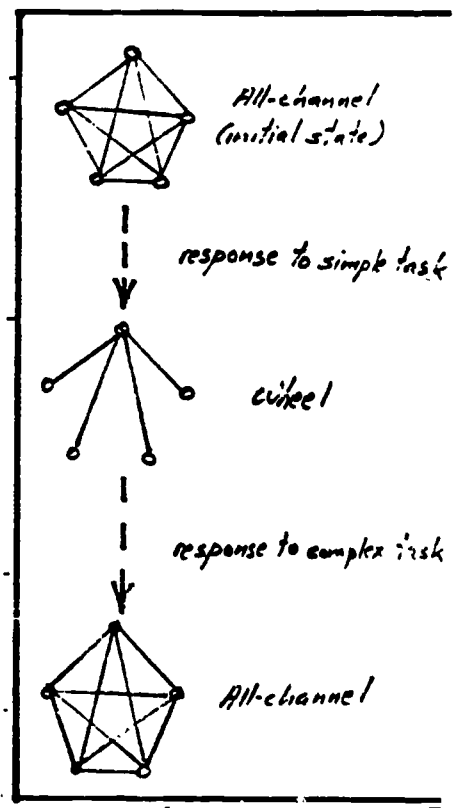 All-channel
(initial state)
response to simple task
wheel
response to complex task
All-channel